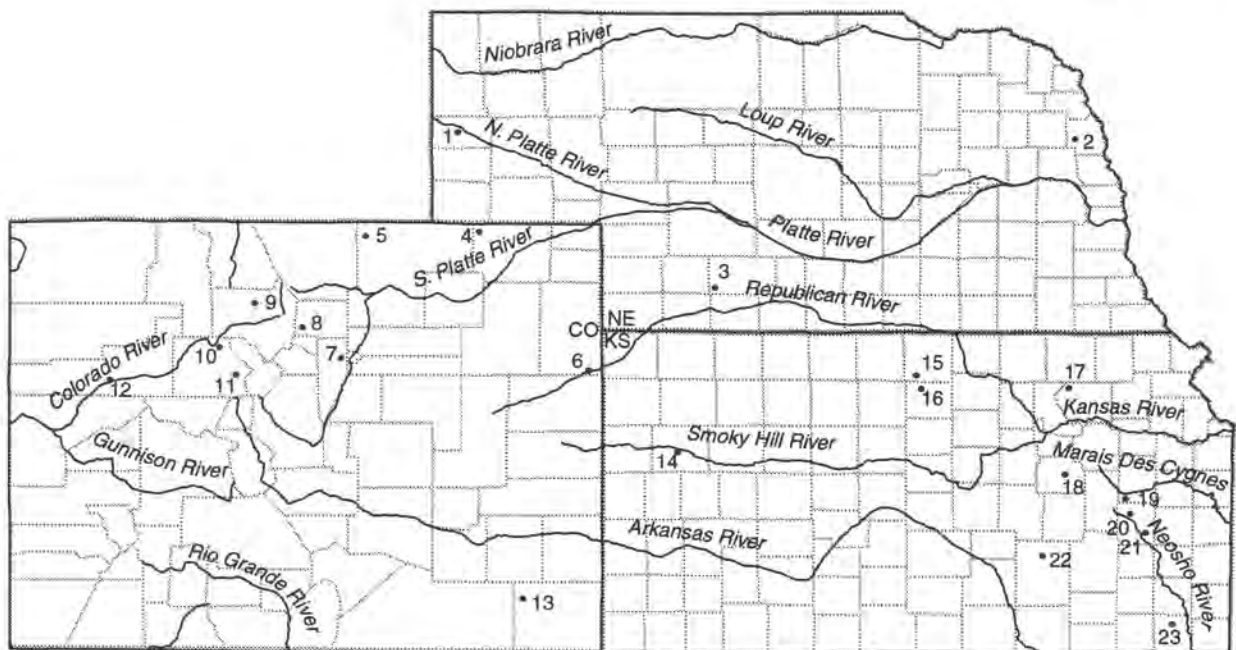 Niobrara River
Loup River
N. Platte River
1
2
Platte River
5
4
S. Platte River
3
Republican River
9
8
CO
NE
KS
Colorado River
10
7
6
15
12
11
16
17
Kansas River
Gunnison River
Smoky Hill River
14
Marais Des Cygnes
18
19
Arkansas River
20
21
Neosho River
22
Rio Grande River
13
23